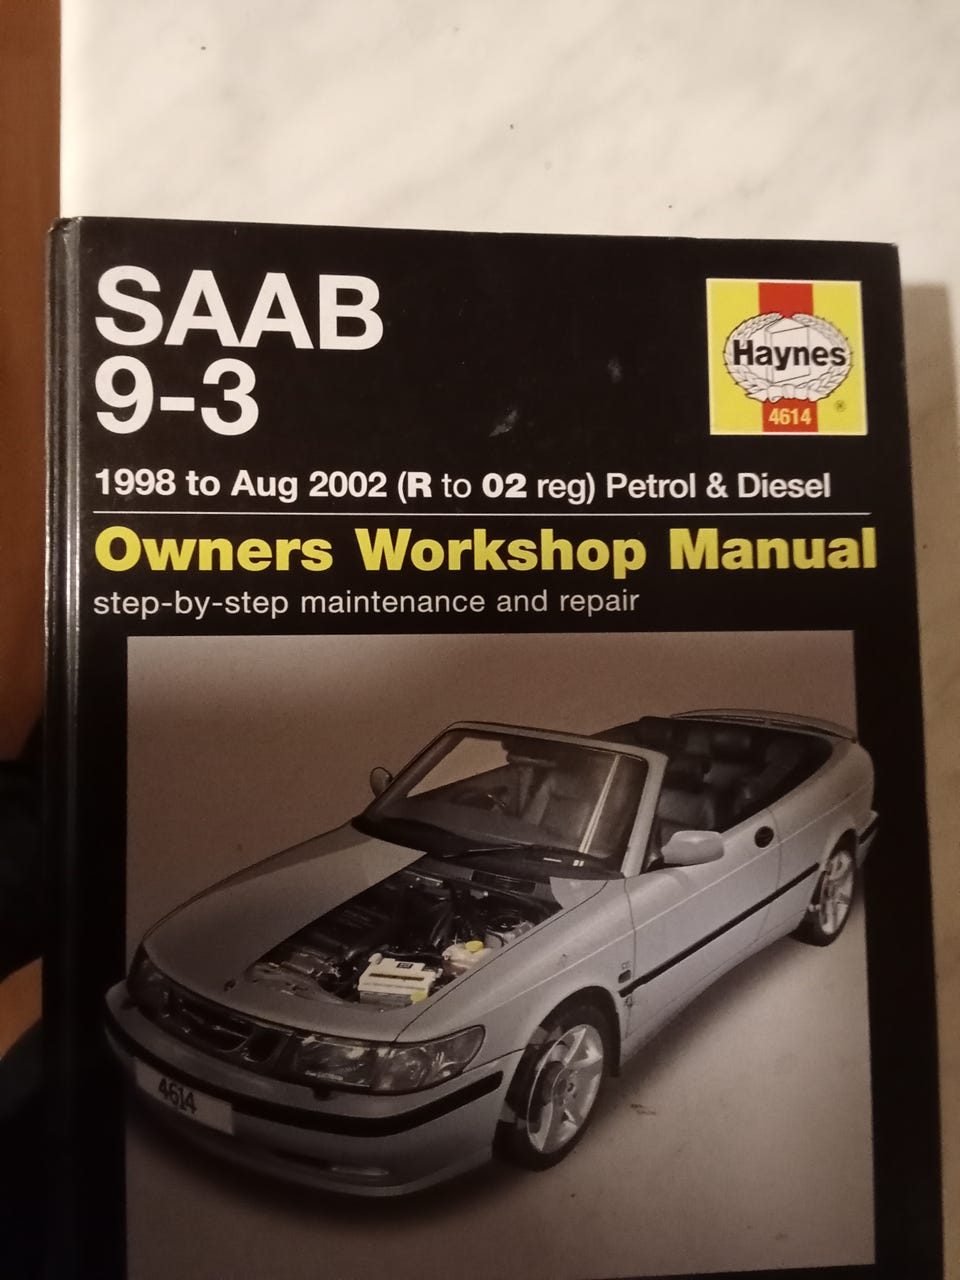 SAAB
9-3
Haynes
4614
®
1998 to Aug 2002 (R to 02 reg) Petrol & Diesel
Owners Workshop Manual
step-by-step maintenance and repair
4614